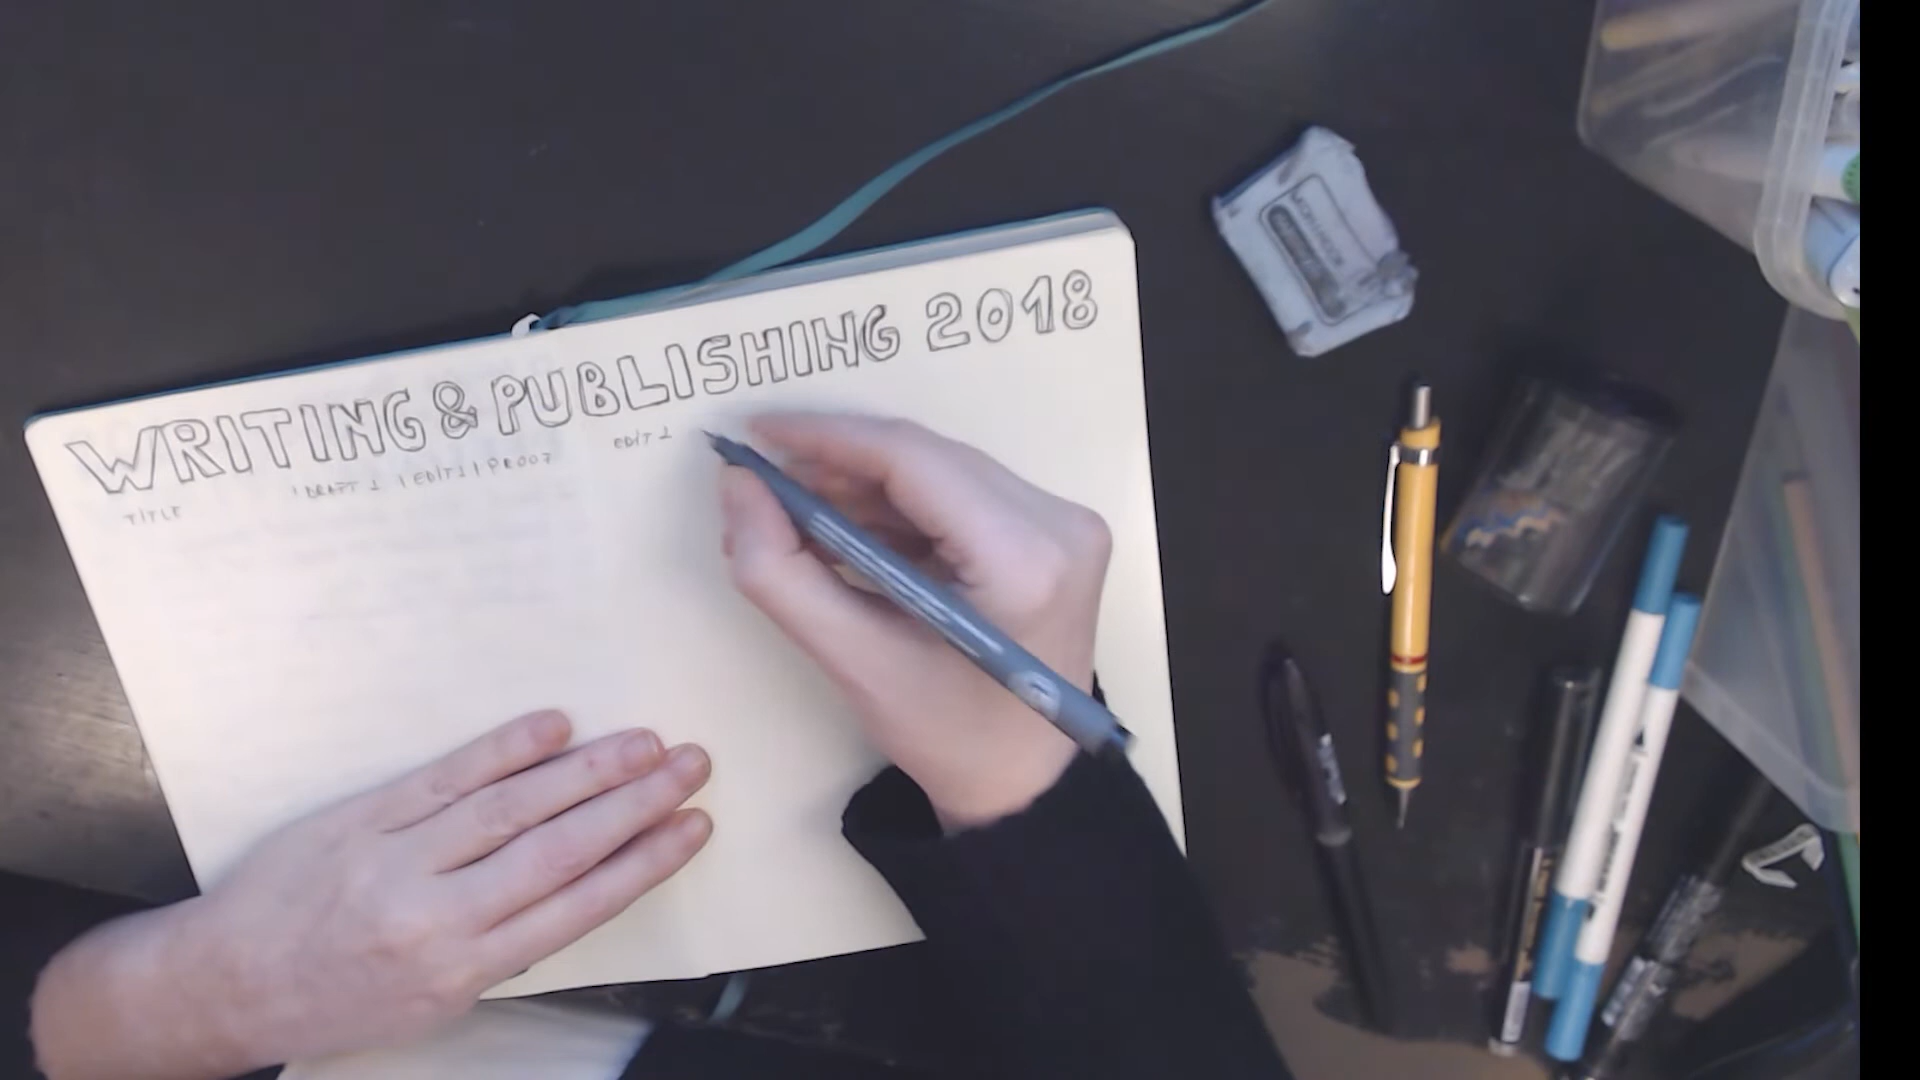 WRITING & PUBLISHING 2018
TITLE | DRAFT 1 | EDIT 1 | PROOF EDIT 2